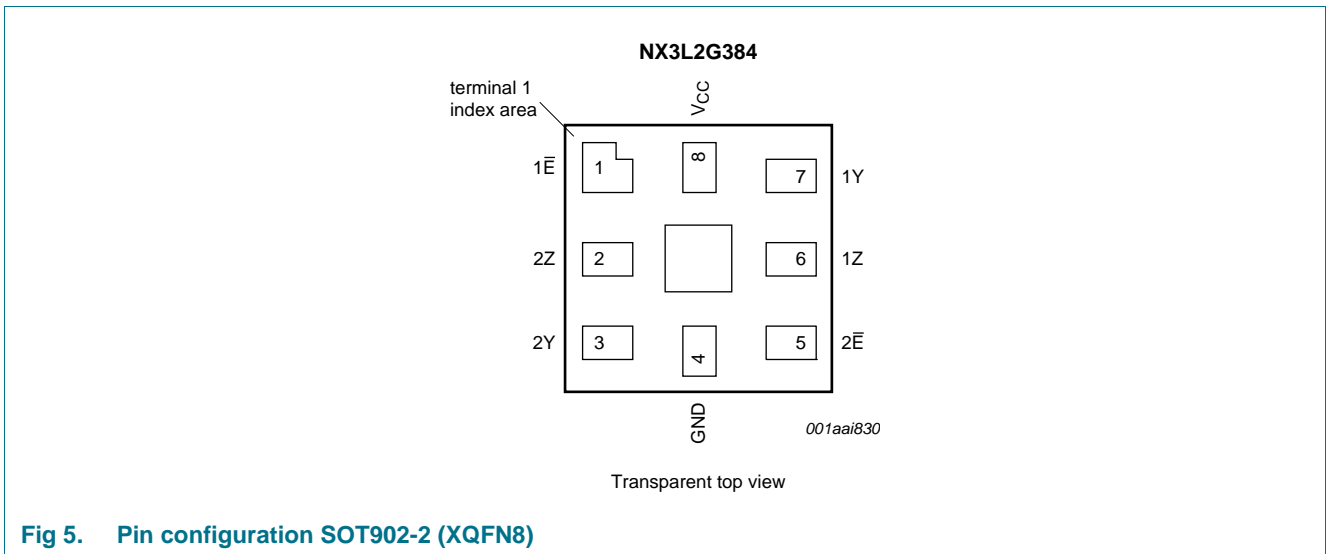 NX3L2G384
terminal 1
index area
VCC
1E̅ 1 8 7 1Y
2Z 2 6 1Z
2Y 3 4 5 2E̅
GND
001aai830
Transparent top view
Fig 5. Pin configuration SOT902-2 (XQFN8)